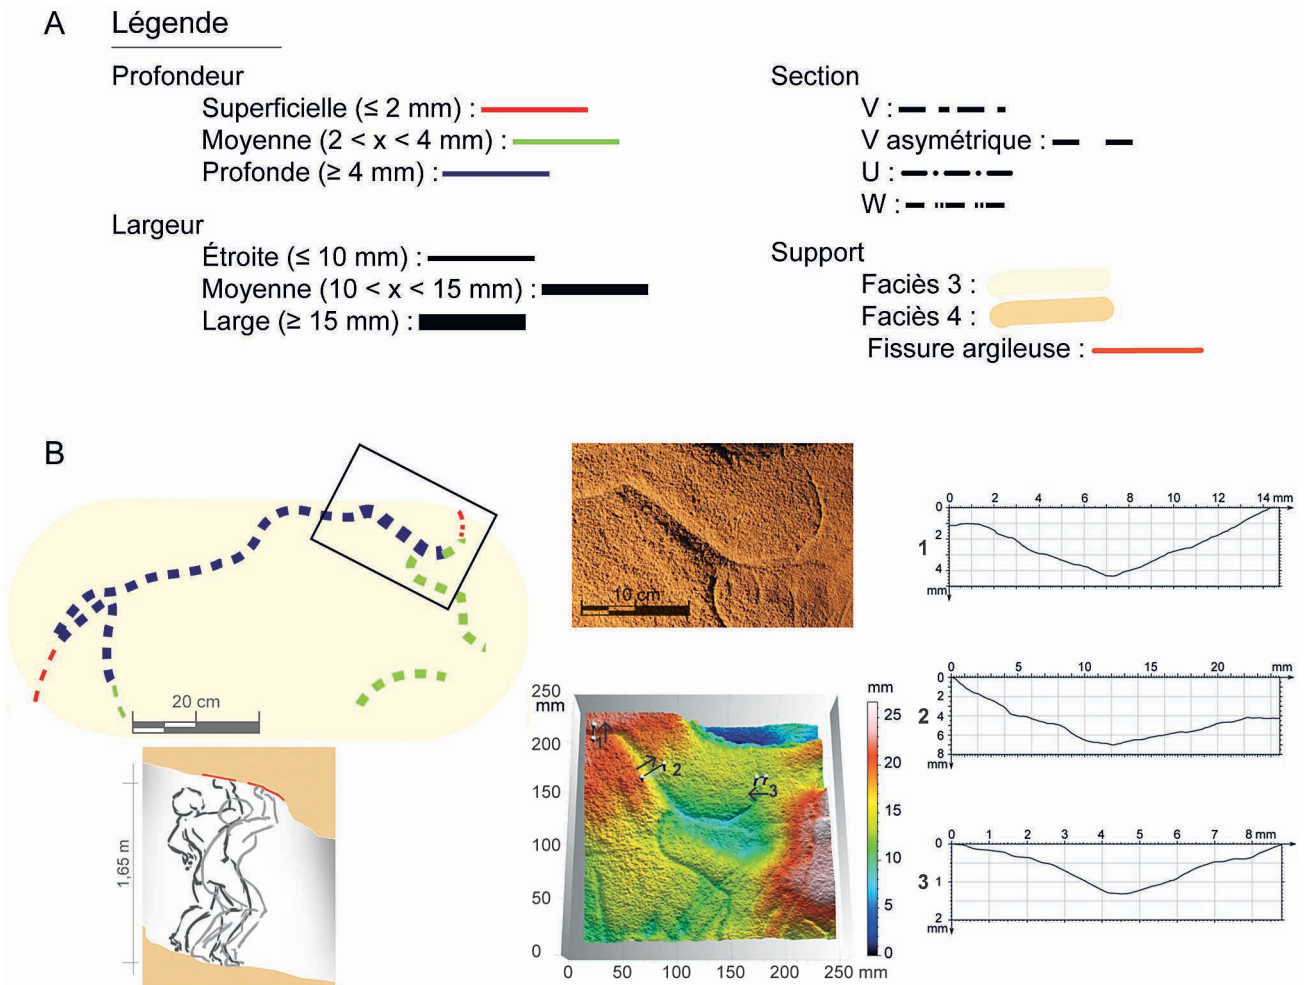 A Légende
Profondeur
Superficielle (≤ 2 mm) :
Moyenne (2 < x < 4 mm) :
Profonde (≥ 4 mm) :
Largeur
Étroite (≤ 10 mm) :
Moyenne (10 < x < 15 mm) :
Large (≥ 15 mm) :
Section
V :
V asymétrique :
U :
W :
Support
Faciès 3 :
Faciès 4 :
Fissure argileuse :
B
20 cm
1,65 m
10 cm
250
mm
200
150
100
50
0
0 50 100 150 200 250 mm
1
2
3
mm
25
20
15
10
5
0
1
0 2 4 6 8 10 12 14 mm
0
2
4
mm
2
0 5 10 15 20
0
2
4
6
8
mm
3
0 1 2 3 4 5 6 7 8 mm
0
1
2
mm